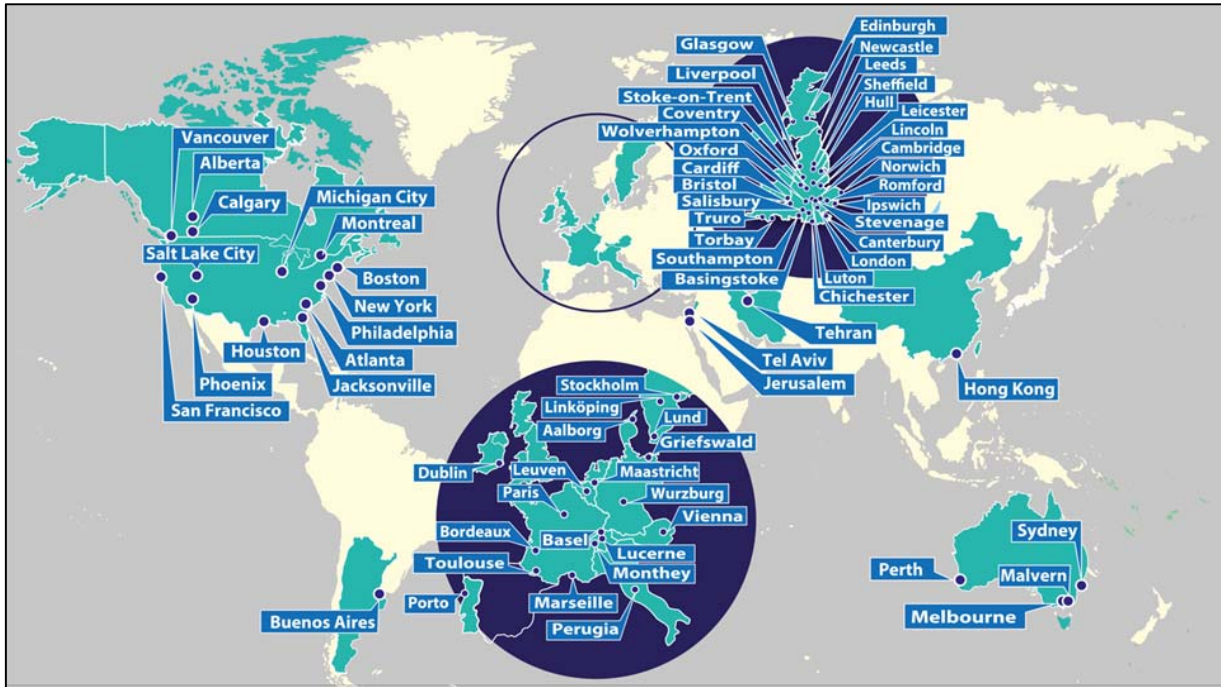 Vancouver
Alberta
Calgary
Michigan City
Montreal
Salt Lake City
Boston
New York
Philadelphia
Houston
Atlanta
Phoenix
Jacksonville
San Francisco
Buenos Aires
Edinburgh
Glasgow
Newcastle
Leeds
Liverpool
Sheffield
Stoke-on-Trent
Hull
Leicester
Coventry
Lincoln
Wolverhampton
Cambridge
Oxford
Norwich
Cardiff
Romford
Bristol
Ipswich
Salisbury
Stevenage
Truro
Canterbury
Torbay
London
Southampton
Luton
Basingstoke
Chichester
Tehran
Tel Aviv
Jerusalem
Hong Kong
Stockholm
Linköping
Lund
Aalborg
Griefswald
Dublin
Leuven
Maastricht
Paris
Wurzburg
Vienna
Bordeaux
Basel
Lucerne
Toulouse
Monthey
Porto
Marseille
Perugia
Sydney
Perth
Malvern
Melbourne